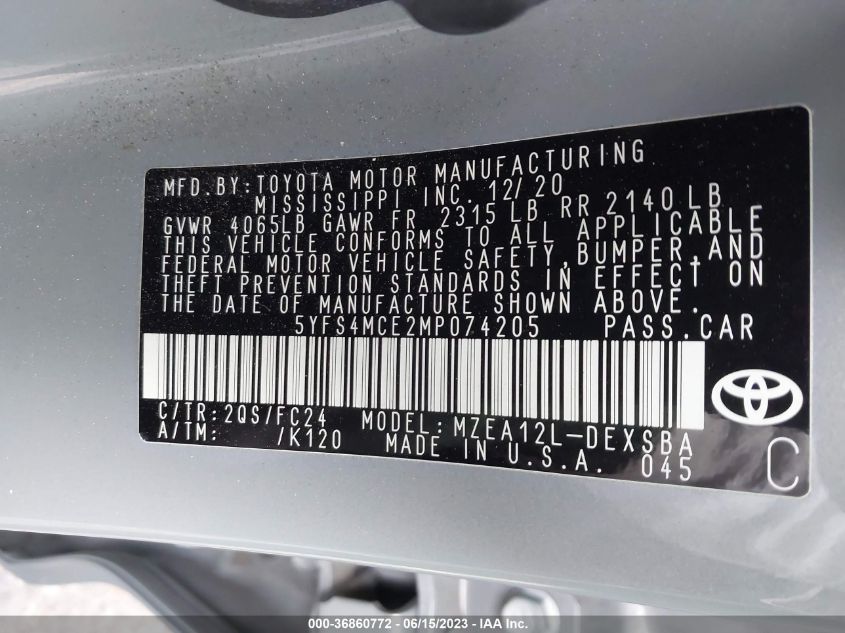 MFD. BY: TOYOTA MOTOR MANUFACTURING
MISSISSIPPI INC. 12/20
GVWR 4065LB GAWR FR 2315 LB RR 2140 LB
THIS VEHICLE CONFORMS TO ALL APPLICABLE
FEDERAL MOTOR VEHICLE SAFETY, BUMPER, AND
THEFT PREVENTION STANDARDS IN EFFECT ON
THE DATE OF MANUFACTURE SHOWN ABOVE.
5YFS4MCE2MP074205 PASS. CAR
C/TR: 2QS/FC24 MODEL: MZEA12L-DEXSBA
A/TM: /K120 MADE IN U.S.A. 045
C
000-36860772 - 06/15/2023 - IAAI Inc.